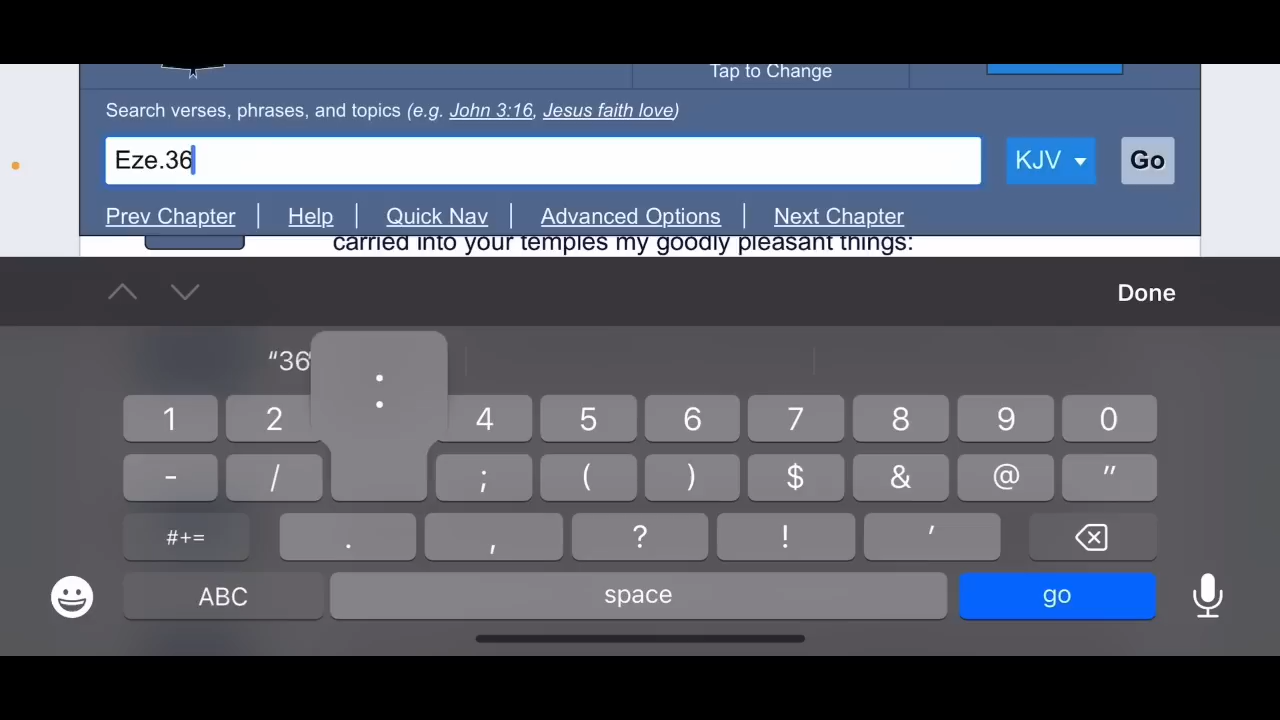 Tap to Change
Search verses, phrases, and topics (e.g. John 3:16, Jesus faith love)
Eze.36
KJV
Go
Prev Chapter | Help | Quick Nav | Advanced Options | Next Chapter
carried into your temples my goodly pleasant things:
Done
“36
:
1 2 4 5 6 7 8 9 0
- / ; ( ) $ & @ "
#+= . , ? ! '
ABC space go